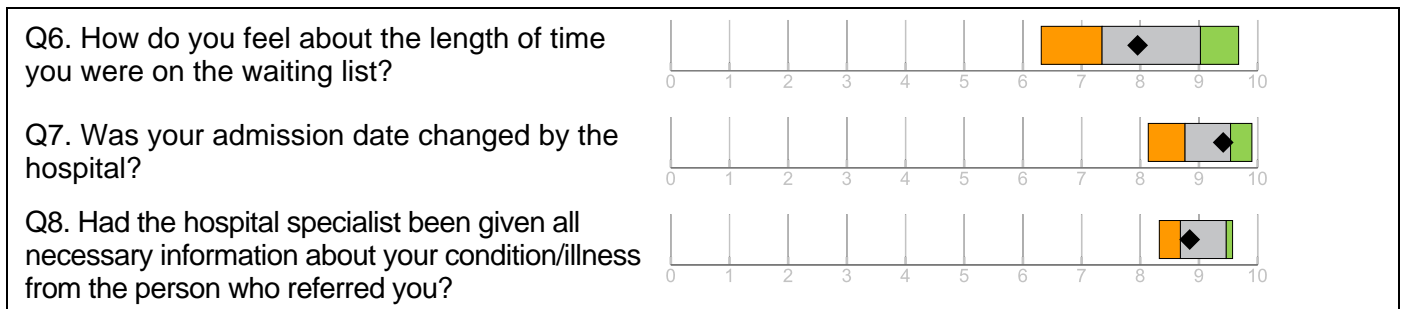 Q6. How do you feel about the length of time
you were on the waiting list?
0 1 2 3 4 5 6 7 8 9 10
Q7. Was your admission date changed by the
hospital?
0 1 2 3 4 5 6 7 8 9 10
Q8. Had the hospital specialist been given all
necessary information about your condition/illness
from the person who referred you?
0 1 2 3 4 5 6 7 8 9 10